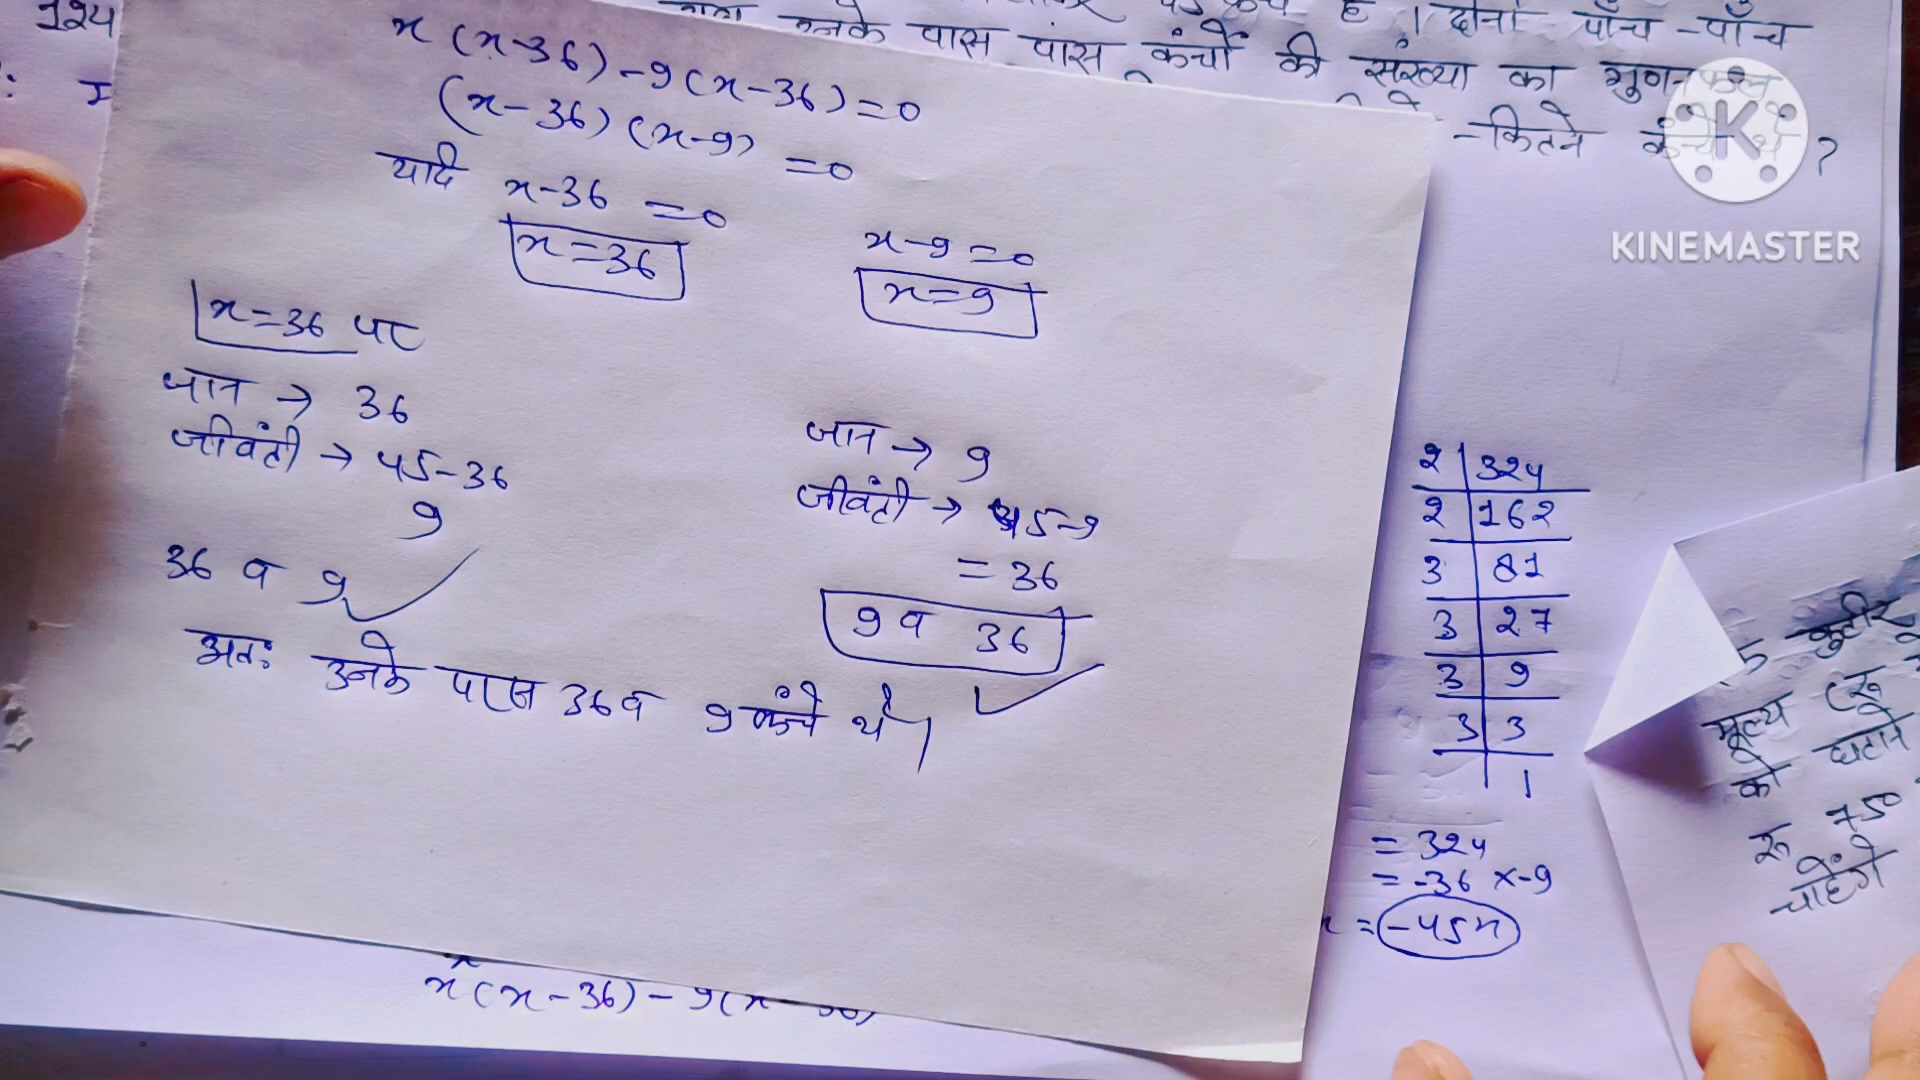 124
उनके पास पास कंचों की संख्या का गुणनफल
है । दोनों पाँच -पाँच
-कितने कंचे थे ?
KINEMASTER
x (x-36) -9(x-36)=0
(x-36) (x-9) =0
यदि x-36 =0
x=36
x-9=0
x=9
x=36 पर
जान → 36
जीवंती → 45-36
9
36 व 9
जान → 9
जीवंती → 45-9
= 36
9 व 36
अतः उनके पास 36 व 9 कंचे थे।
2 324
2 162
3 81
3 27
3 9
3 3
1
= 324
= -36 x -9
= -45x
x(x-36) - 9(x
कुटीर
मूल्य (रू
को घटाने
रू 750
चाहेंगे